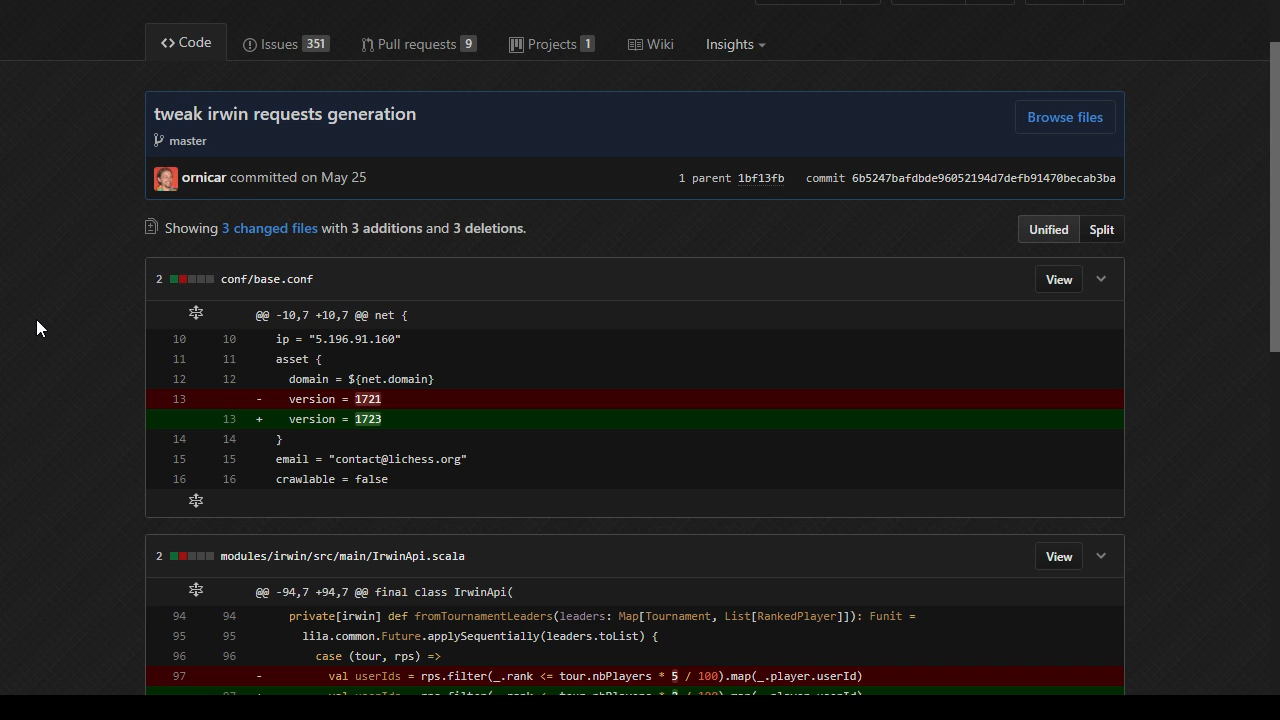 Code Issues 351 Pull requests 9 Projects 1 Wiki Insights
tweak irwin requests generation
Browse files
master
ornicar committed on May 25 1 parent 1bf13fb commit 6b5247bafdbde96052194d7defb91470becab3ba
Showing 3 changed files with 3 additions and 3 deletions. Unified Split
2 conf/base.conf View
@@ -10,7 +10,7 @@ net {
10 10 ip = "5.196.91.160"
11 11 asset {
12 12 domain = ${net.domain}
13 - version = 1721
13 + version = 1723
14 14 }
15 15 email = "contact@lichess.org"
16 16 crawlable = false
2 modules/irwin/src/main/IrwinApi.scala View
@@ -94,7 +94,7 @@ final class IrwinApi(
94 94 private[irwin] def fromTournamentLeaders(leaders: Map[Tournament, List[RankedPlayer]]): Funit =
95 95 lila.common.Future.applySequentially(leaders.toList) {
96 96 case (tour, rps) =>
97 - val userIds = rps.filter(_.rank <= tour.nbPlayers * 5 / 100).map(_.player.userId)